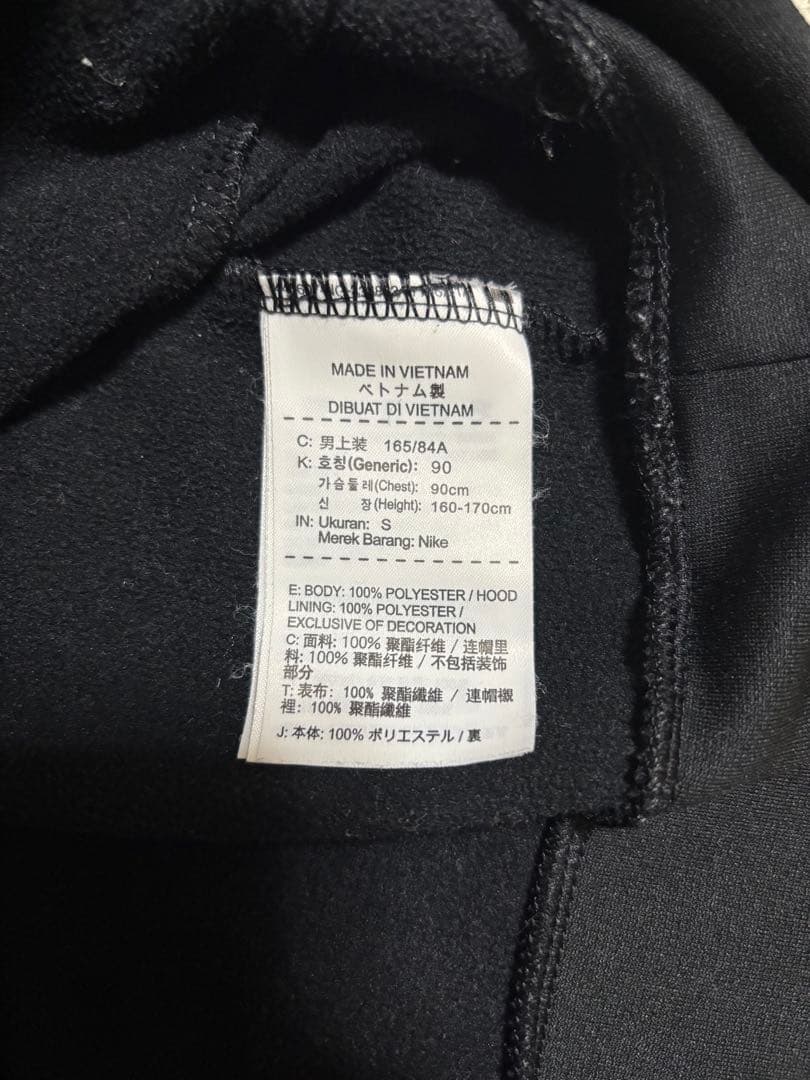 MADE IN VIETNAM
ベトナム製
DIBUAT DI VIETNAM
C: 男上装 165/84A
K: 호칭(Generic): 90
가슴둘레(Chest): 90cm
신 장(Height): 160-170cm
IN: Ukuran: S
Merek Barang: Nike
E: BODY: 100% POLYESTER / HOOD
LINING: 100% POLYESTER /
EXCLUSIVE OF DECORATION
C: 面料: 100% 聚酯纤维 / 连帽里
料: 100% 聚酯纤维 / 不包括装饰
部分
T: 表布: 100% 聚酯纖維 / 連帽襯
裡: 100% 聚酯纖維
J: 本体: 100% ポリエステル / 裏